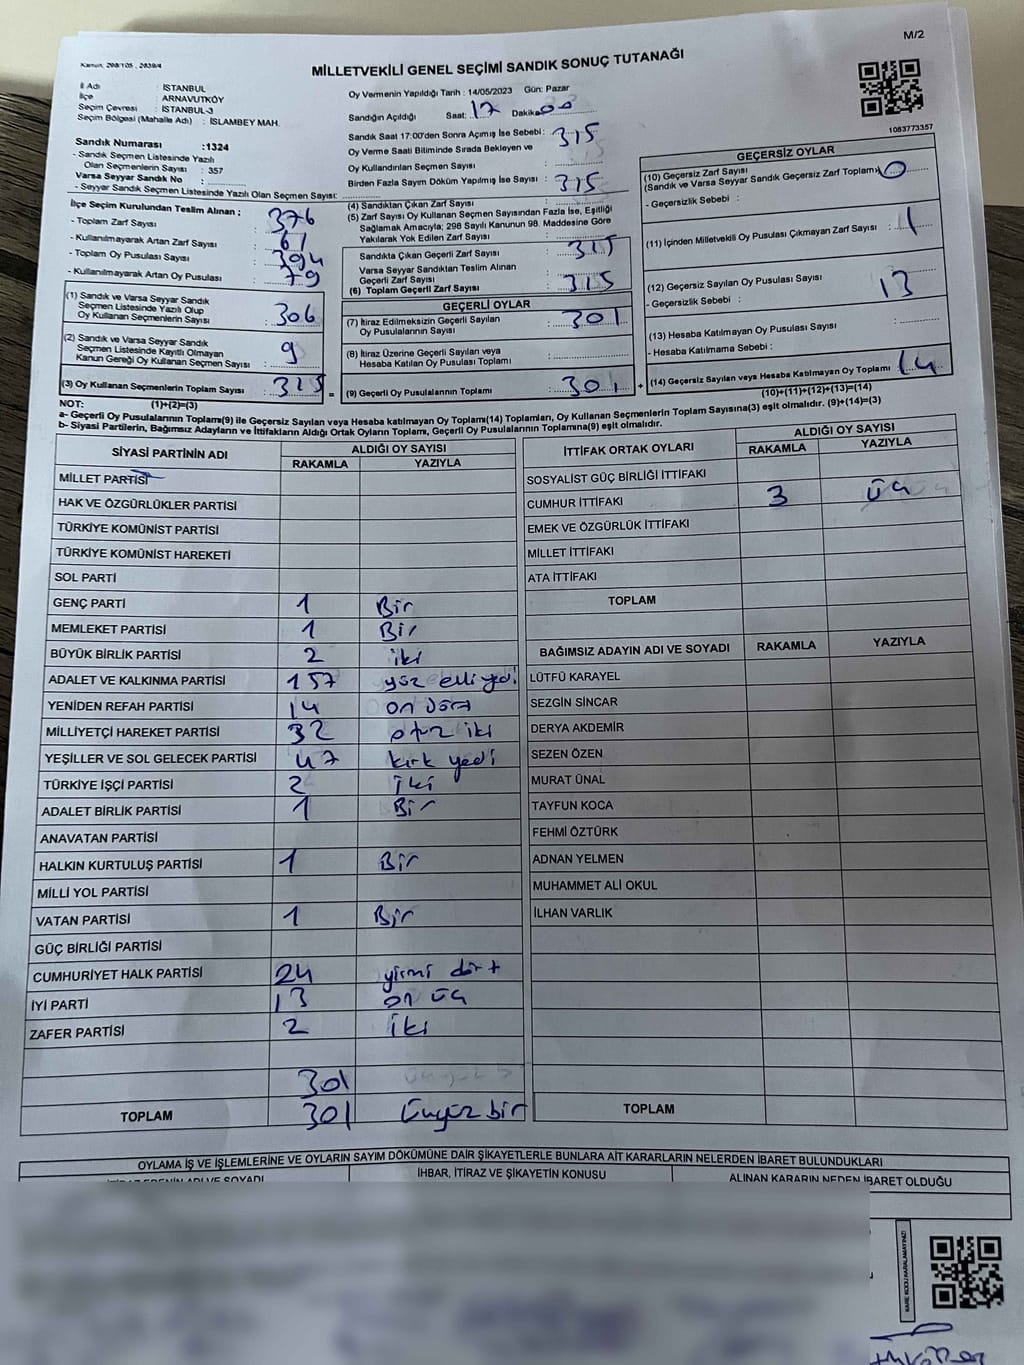 M/2
Kanun, 298/105 , 2839/4
MİLLETVEKİLİ GENEL SEÇİMİ SANDIK SONUÇ TUTANAĞI
İl Adı : İSTANBUL
İlçe : ARNAVUTKÖY
Seçim Çevresi : İSTANBUL-3
Seçim Bölgesi (Mahalle Adı) : İSLAMBEY MAH.
Sandık Numarası :1324
- Sandık Seçmen Listesinde Yazılı
Olan Seçmenlerin Sayısı : 357
Varsa Seyyar Sandık No :
- Seyyar Sandık Seçmen Listesinde Yazılı Olan Seçmen Sayısı:
İlçe Seçim Kurulundan Teslim Alınan ;
- Toplam Zarf Sayısı : 376
- Kullanılmayarak Artan Zarf Sayısı : 61
- Toplam Oy Pusulası Sayısı : 394
- Kullanılmayarak Artan Oy Pusulası : 79
(1) Sandık ve Varsa Seyyar Sandık
Seçmen Listesinde Yazılı Olup
Oy Kullanan Seçmenlerin Sayısı : 306
(2) Sandık ve Varsa Seyyar Sandık
Seçmen Listesinde Kayıtlı Olmayan
Kanun Gereği Oy Kullanan Seçmen Sayısı : 9
(3) Oy Kullanan Seçmenlerin Toplam Sayısı : 315
(1)+(2)=(3)
Oy Vermenin Yapıldığı Tarih : 14/05/2023 Gün: Pazar
Sandığın Açıldığı Saat: 17 Dakika: 00
Sandık Saat 17:00'den Sonra Açımış İse Sebebi :
Oy Verme Saati Bitiminde Sırada Bekleyen ve
Oy Kullandırılan Seçmen Sayısı
315
Birden Fazla Sayım Döküm Yapılmış İse Sayısı :
(4) Sandıktan Çıkan Zarf Sayısı : 315
(5) Zarf Sayısı Oy Kullanan Seçmen Sayısından Fazla İse, Eşitliği
Sağlamak Amacıyla; 298 Sayılı Kanunun 98. Maddesine Göre
Yakılarak Yok Edilen Zarf Sayısı :
Sandıkta Çıkan Geçerli Zarf Sayısı : 315
Varsa Seyyar Sandıktan Teslim Alınan
Geçerli Zarf Sayısı :
(6) Toplam Geçerli Zarf Sayısı : 315
GEÇERLİ OYLAR
(7) İtiraz Edilmeksizin Geçerli Sayılan
Oy Pusulalarının Sayısı : 301
(8) İtiraz Üzerine Geçerli Sayılan veya
Hesaba Katılan Oy Pusulası Toplamı :
(9) Geçerli Oy Pusulalarının Toplamı : 301
1083773357
GEÇERSİZ OYLAR
(10) Geçersiz Zarf Sayısı
(Sandık ve Varsa Seyyar Sandık Geçersiz Zarf Toplamı) : 0
- Geçersizlik Sebebi :
(11) İçinden Milletvekili Oy Pusulası Çıkmayan Zarf Sayısı : 1
(12) Geçersiz Sayılan Oy Pusulası Sayısı : 13
- Geçersizlik Sebebi :
(13) Hesaba Katılmayan Oy Pusulası Sayısı :
- Hesaba Katılmama Sebebi :
(14) Geçersiz Sayılan veya Hesaba Katılmayan Oy Toplamı : 14
(10)+(11)+(12)+(13)=(14)
NOT:
a- Geçerli Oy Pusulalarının Toplamı(9) ile Geçersiz Sayılan veya Hesaba katılmayan Oy Toplamı(14) Toplamları, Oy Kullanan Seçmenlerin Toplam Sayısına(3) eşit olmalıdır. (9)+(14)=(3)
b- Siyasi Partilerin, Bağımsız Adayların ve İttifakların Aldığı Ortak Oyların Toplamı, Geçerli Oy Pusulalarının Toplamına(9) eşit olmalıdır.
SİYASİ PARTİNİN ADI ALDIĞI OY SAYISI
RAKAMLA YAZIYLA
MİLLET PARTİSİ
HAK VE ÖZGÜRLÜKLER PARTİSİ
TÜRKİYE KOMÜNİST PARTİSİ
TÜRKİYE KOMÜNİST HAREKETİ
SOL PARTİ
GENÇ PARTİ 1 Bir
MEMLEKET PARTİSİ 1 Bir
BÜYÜK BİRLİK PARTİSİ 2 iki
ADALET VE KALKINMA PARTİSİ 157 yüz elli yedi
YENİDEN REFAH PARTİSİ 14 on dört
MİLLİYETÇİ HAREKET PARTİSİ 32 otuz iki
YEŞİLLER VE SOL GELECEK PARTİSİ 47 kırk yedi
TÜRKİYE İŞÇİ PARTİSİ 2 iki
ADALET BİRLİK PARTİSİ 1 Bir
ANAVATAN PARTİSİ
HALKIN KURTULUŞ PARTİSİ 1 Bir
MİLLİ YOL PARTİSİ
VATAN PARTİSİ 1 Bir
GÜÇ BİRLİĞİ PARTİSİ
CUMHURİYET HALK PARTİSİ 24 yirmi dört
İYİ PARTİ 13 on üç
ZAFER PARTİSİ 2 iki
301
TOPLAM 301 Üçyüz bir
İTTİFAK ORTAK OYLARI ALDIĞI OY SAYISI
RAKAMLA YAZIYLA
SOSYALİST GÜÇ BİRLİĞİ İTTİFAKI
CUMHUR İTTİFAKI 3 üç
EMEK VE ÖZGÜRLÜK İTTİFAKI
MİLLET İTTİFAKI
ATA İTTİFAKI
TOPLAM
BAĞIMSIZ ADAYIN ADI VE SOYADI RAKAMLA YAZIYLA
LÜTFÜ KARAYEL
SEZGİN SİNCAR
DERYA AKDEMİR
SEZEN ÖZEN
MURAT ÜNAL
TAYFUN KOCA
FEHMİ ÖZTÜRK
ADNAN YELMEN
MUHAMMET ALİ OKUL
İLHAN VARLIK
TOPLAM
OYLAMA İŞ VE İŞLEMLERİNE VE OYLARIN SAYIM DÖKÜMÜNE DAİR ŞİKAYETLERLE BUNLARA AİT KARARLARIN NELERDEN İBARET BULUNDUKLARI
İTİRAZ EDENİN ADI VE SOYADI İHBAR, İTİRAZ VE ŞİKAYETİN KONUSU ALINAN KARARIN NEDEN İBARET OLDUĞU
KARE KODU KARALAMAYINIZ!